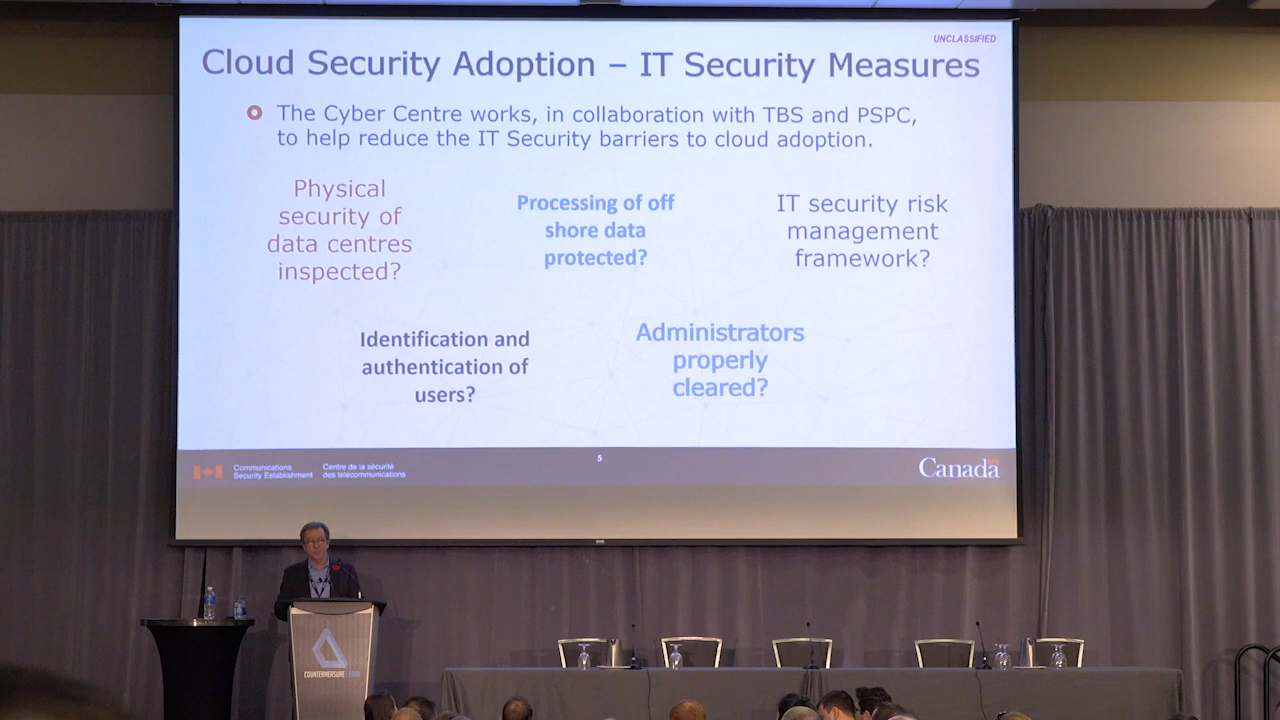 UNCLASSIFIED
Cloud Security Adoption – IT Security Measures
The Cyber Centre works, in collaboration with TBS and PSPC,
to help reduce the IT Security barriers to cloud adoption.
Physical
security of
data centres
inspected?
Processing of off
shore data
protected?
IT security risk
management
framework?
Identification and
authentication of
users?
Administrators
properly
cleared?
Communications
Security Establishment
Centre de la sécurité
des télécommunications
5
Canada
COUNTERMEASURE